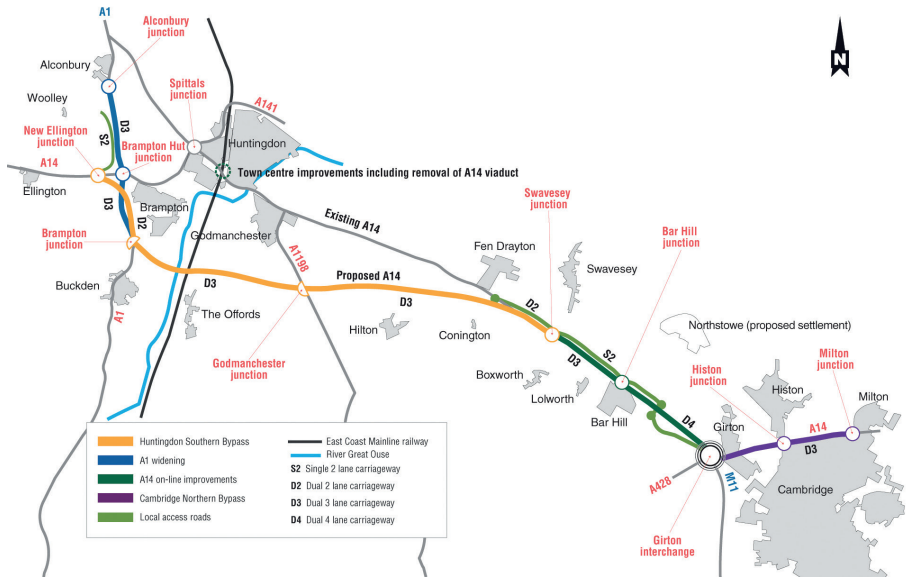 A1
Alconbury
junction
Alconbury
Spittals
junction
N
Woolley
A141
D3
S2
New Ellington
junction
Brampton Hut
junction
Huntingdon
A14
Town centre improvements including removal of A14 viaduct
Ellington
D3
D2
Brampton
Swavesey
junction
Existing A14
Bar Hill
junction
Godmanchester
Fen Drayton
Brampton
junction
A1198
Swavesey
D3
Proposed A14
Buckden
A1
D3
D2
The Offords
Hilton
Conington
Northstowe (proposed settlement)
S2
D3
Milton
junction
Godmanchester
junction
Boxworth
Histon
junction
Lolworth
Histon
Milton
Bar Hill
D4
Girton
A14
D3
Huntingdon Southern Bypass
A1 widening
A14 on-line improvements
Cambridge Northern Bypass
Local access roads
East Coast Mainline railway
River Great Ouse
S2 Single 2 lane carriageway
D2 Dual 2 lane carriageway
D3 Dual 3 lane carriageway
D4 Dual 4 lane carriageway
A428
M11
Cambridge
Girton
interchange